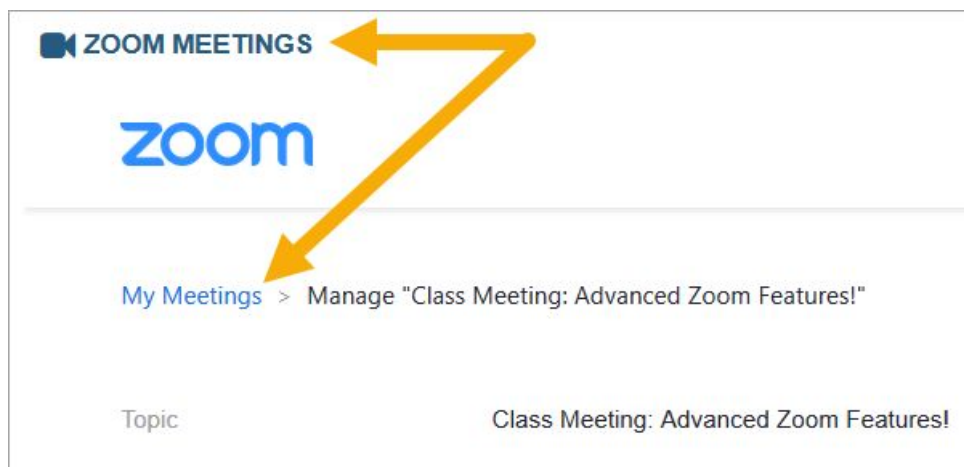 ZOOM MEETINGS
zoom
My Meetings > Manage "Class Meeting: Advanced Zoom Features!"
Topic Class Meeting: Advanced Zoom Features!